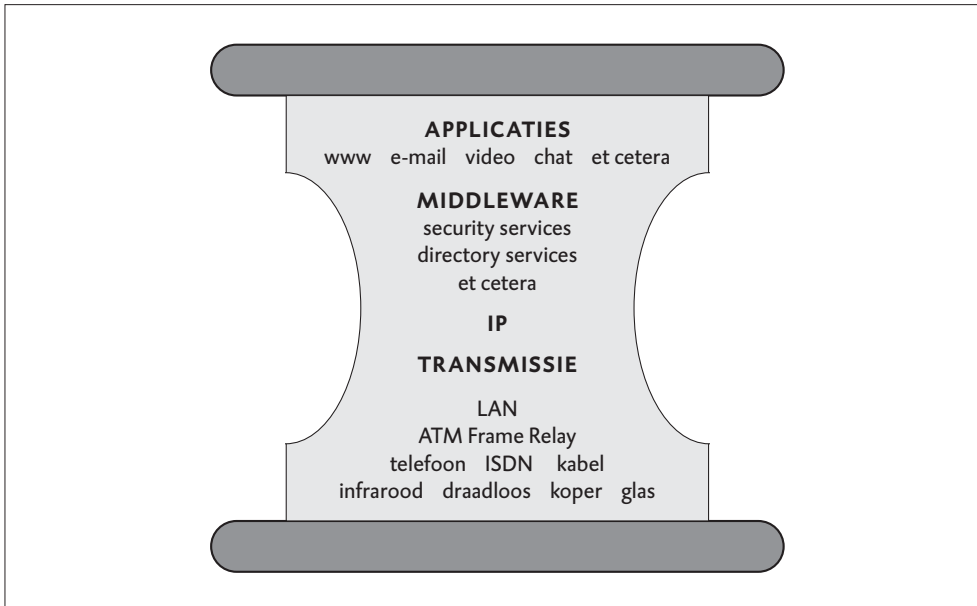 APPLICATIES
www e-mail video chat et cetera
MIDDLEWARE
security services
directory services
et cetera
IP
TRANSMISSIE
LAN
ATM Frame Relay
telefoon ISDN kabel
infrarood draadloos koper glas